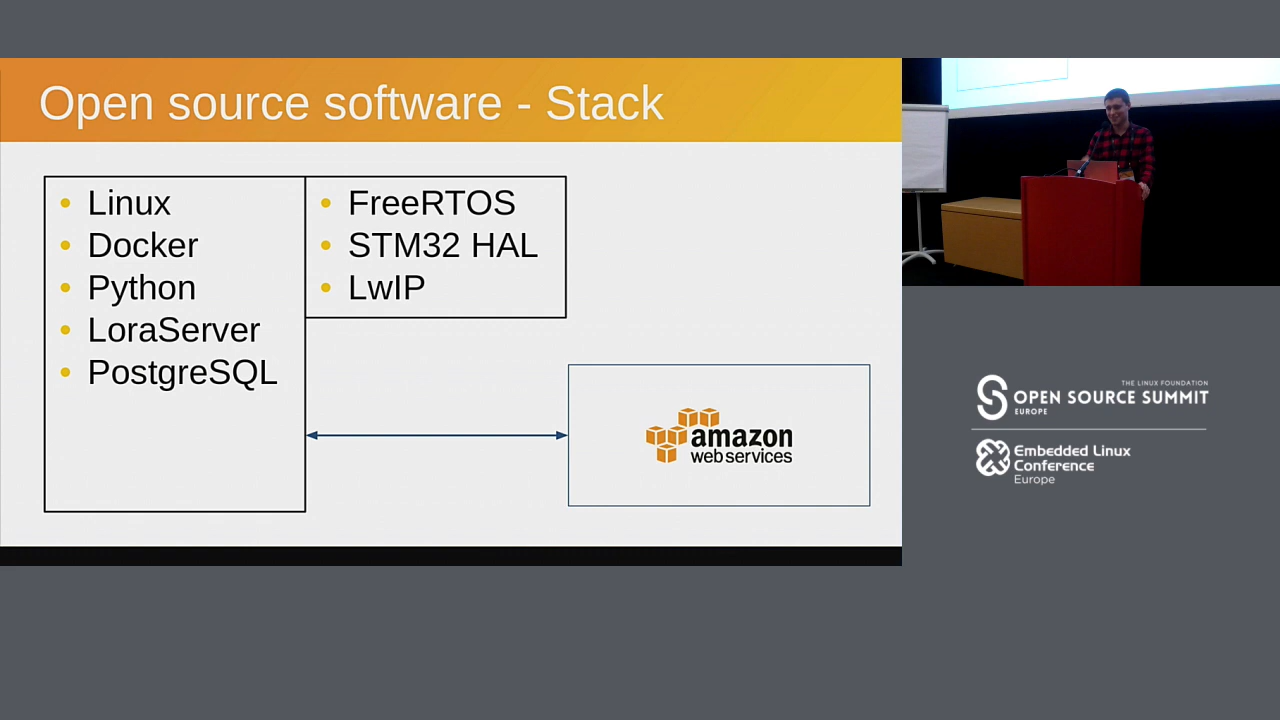 Open source software - Stack
• Linux
• Docker
• Python
• LoraServer
• PostgreSQL
• FreeRTOS
• STM32 HAL
• LwIP
amazon
web services
THE LINUX FOUNDATION
OPEN SOURCE SUMMIT
EUROPE
Embedded Linux
Conference
Europe